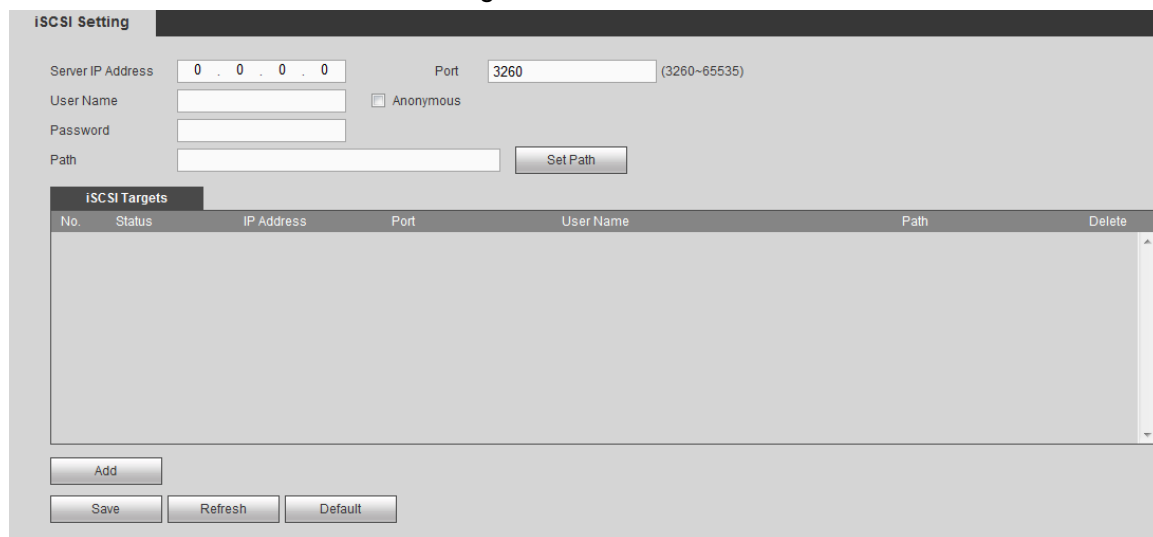 iSCSI Setting
Server IP Address 0 . 0 . 0 . 0 Port 3260 (3260~65535)
User Name Anonymous
Password
Path Set Path
iSCSI Targets
No. Status IP Address Port User Name Path Delete
Add
Save Refresh Default